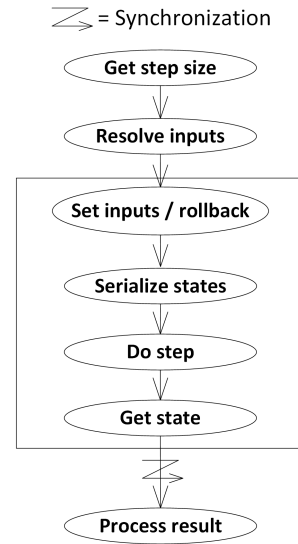 = Synchronization
Get step size
Resolve inputs
Set inputs / rollback
Serialize states
Do step
Get state
Process result